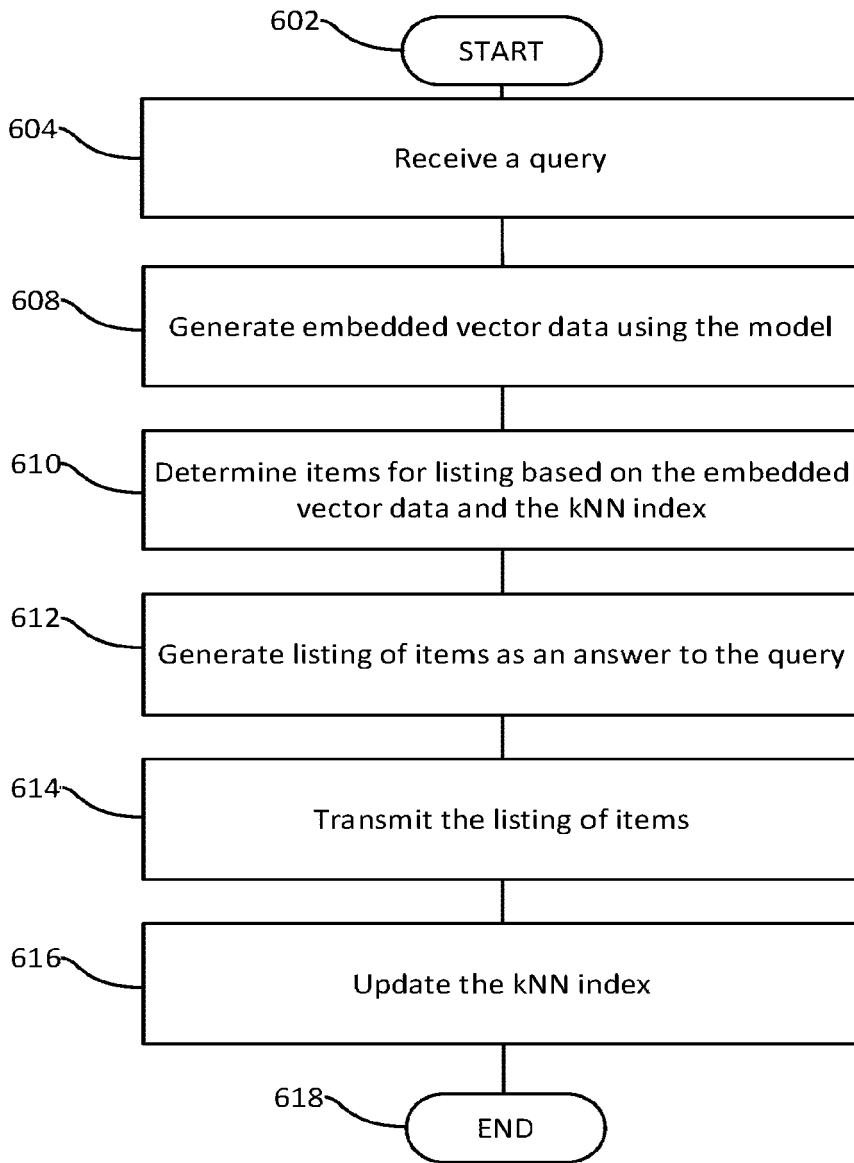 602
START
604
Receive a query
608
Generate embedded vector data using the model
610
Determine items for listing based on the embedded
vector data and the kNN index
612
Generate listing of items as an answer to the query
614
Transmit the listing of items
616
Update the kNN index
618
END